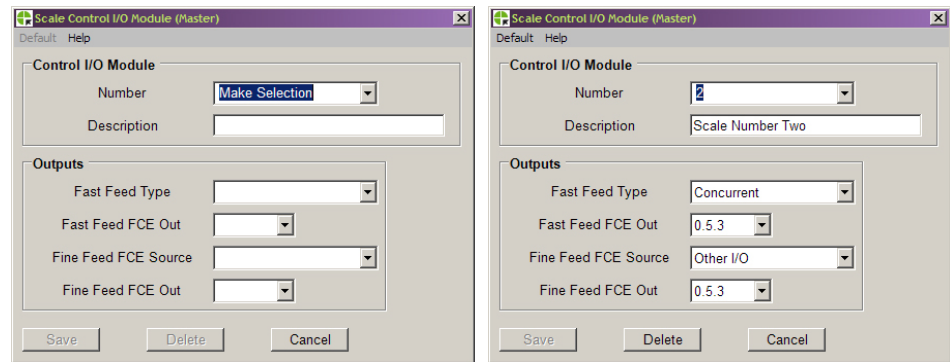 Scale Control I/O Module (Master)
Default Help
Control I/O Module
Number Make Selection
Description
Outputs
Fast Feed Type
Fast Feed FCE Out
Fine Feed FCE Source
Fine Feed FCE Out
Save Delete Cancel
Scale Control I/O Module (Master)
Default Help
Control I/O Module
Number 2
Description Scale Number Two
Outputs
Fast Feed Type Concurrent
Fast Feed FCE Out 0.5.3
Fine Feed FCE Source Other I/O
Fine Feed FCE Out 0.5.3
Save Delete Cancel